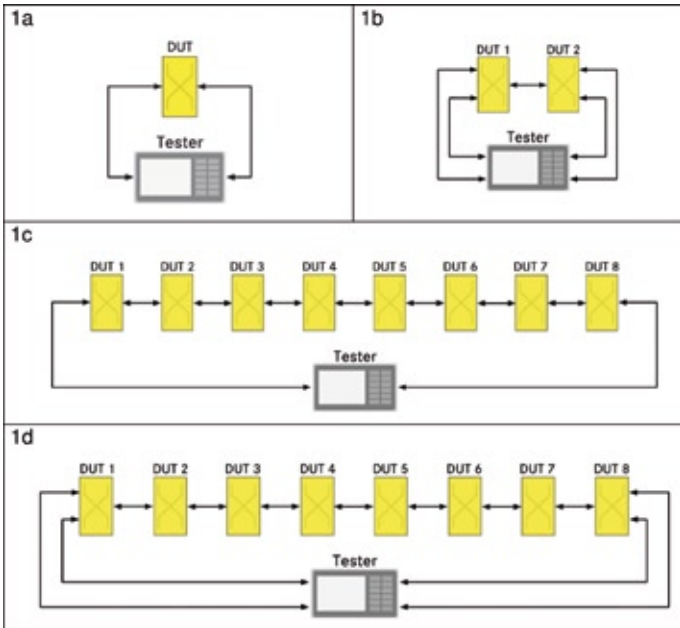 1a
DUT
Tester
1b
DUT 1 DUT 2
Tester
1c
DUT 1 DUT 2 DUT 3 DUT 4 DUT 5 DUT 6 DUT 7 DUT 8
Tester
1d
DUT 1 DUT 2 DUT 3 DUT 4 DUT 5 DUT 6 DUT 7 DUT 8
Tester